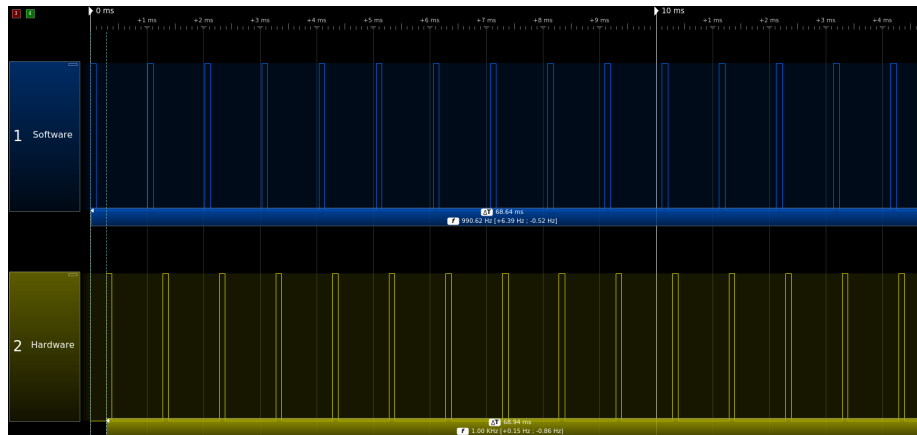 0 ms
10 ms
+1 ms +2 ms +3 ms +4 ms +5 ms +6 ms +7 ms +8 ms +9 ms +1 ms +2 ms +3 ms +4 ms
1 Software
ΔT 68.64 ms
f 990.62 Hz [+6.39 Hz ; -0.52 Hz]
2 Hardware
ΔT 68.94 ms
f 1.00 KHz [+0.15 Hz ; -0.86 Hz]